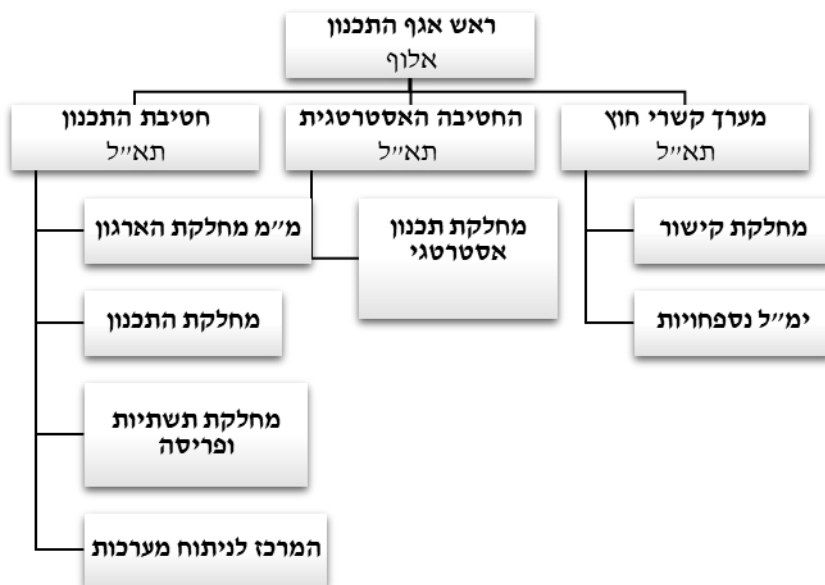 ראש אגף התכנון
אלוף
מערך קשרי חוץ
תא״ל
החטיבה האסטרטגית
תא״ל
חטיבת התכנון
תא״ל
מחלקת קישור
ימ״ל נספחויות
מחלקת תכנון
אסטרטגי
מ״מ מחלקת הארגון
מחלקת התכנון
מחלקת תשתיות
ופריסה
המרכז לניתוח מערכות